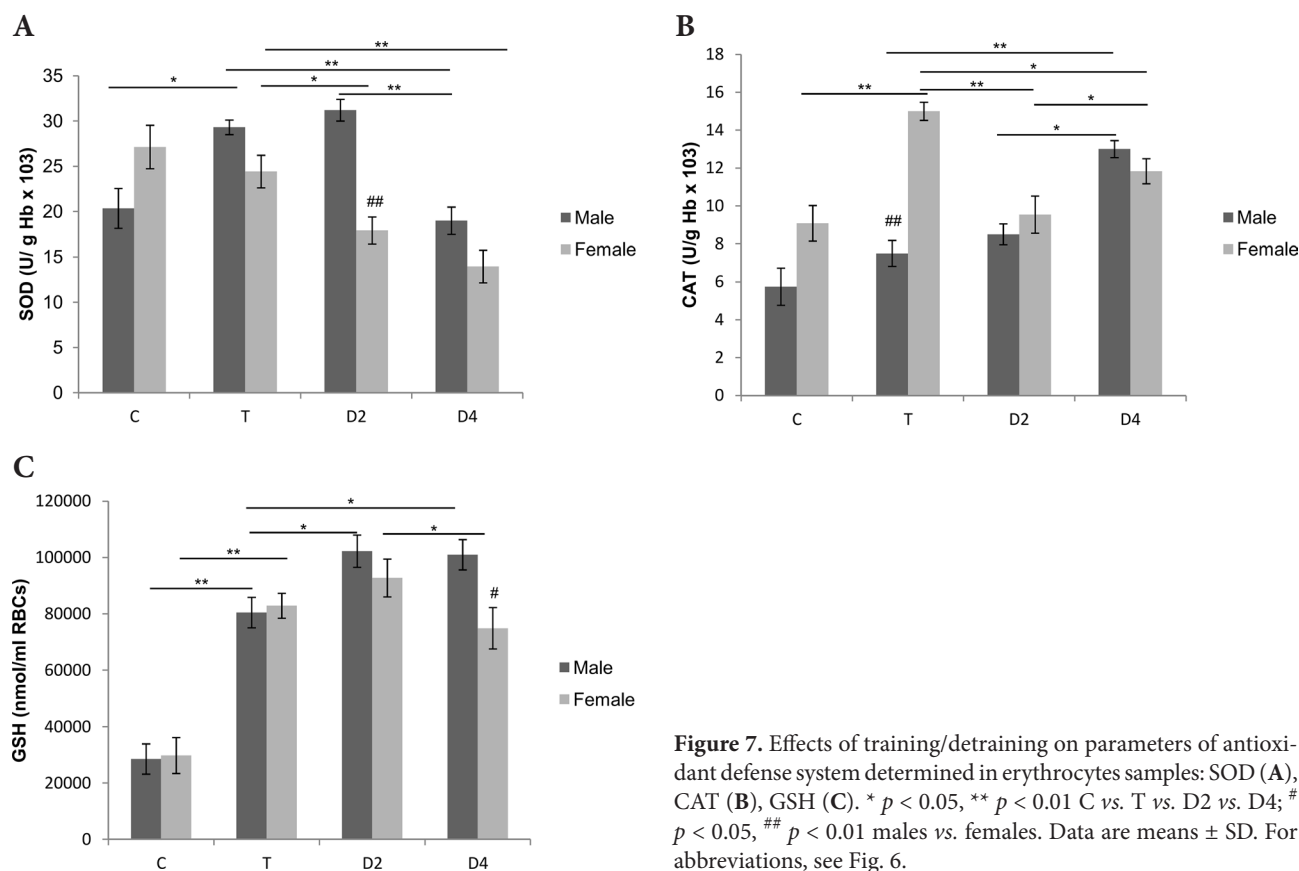 A
**
**
*
*
**
35
30
25
20
15
10
5
0
SOD (U/ g Hb x 103)
##
C T D2 D4
Male
Female
B
**
*
**
**
*
*
18
16
14
12
10
8
6
4
2
0
CAT (U/g Hb x 103)
##
C T D2 D4
Male
Female
C
*
*
*
**
**
120000
100000
80000
60000
40000
20000
0
GSH (nmol/ml RBCs)
#
C T D2 D4
Male
Female
Figure 7. Effects of training/detraining on parameters of antioxi-
dant defense system determined in erythrocytes samples: SOD (A),
CAT (B), GSH (C). * p < 0.05, ** p < 0.01 C vs. T vs. D2 vs. D4; #
p < 0.05, ## p < 0.01 males vs. females. Data are means ± SD. For
abbreviations, see Fig. 6.